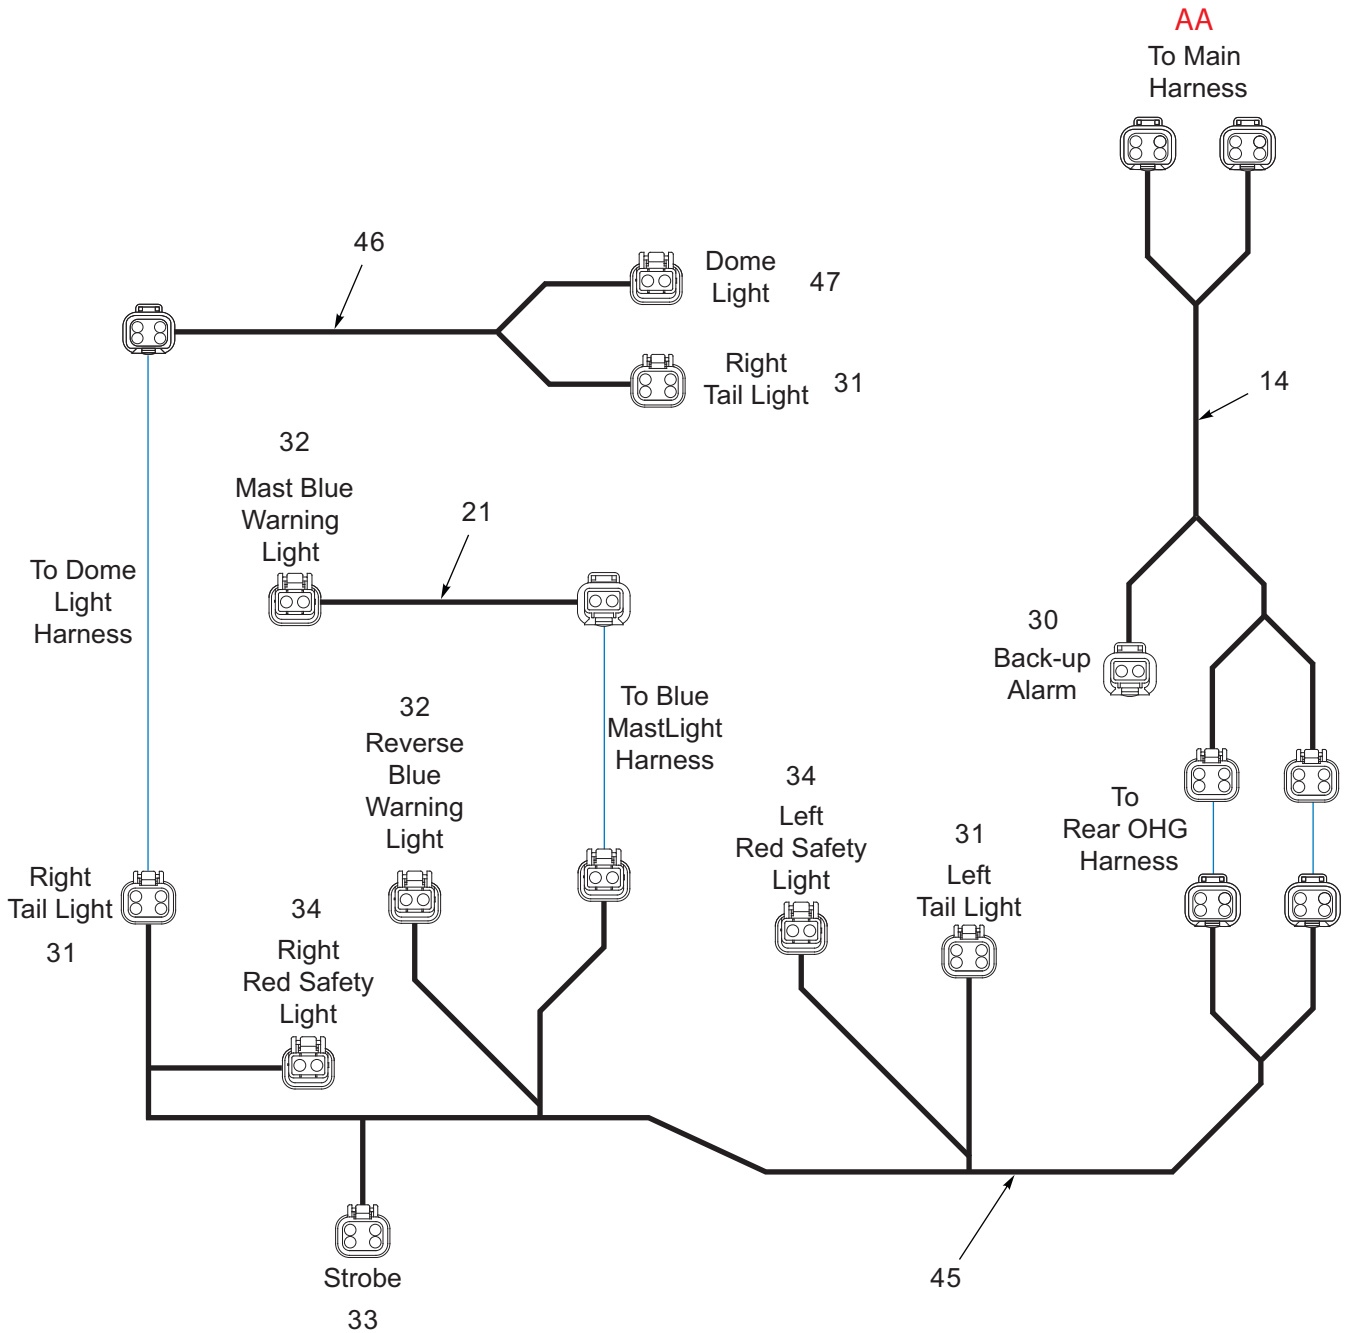 AA
To Main
Harness
46
Dome
Light
47
Right
Tail Light
31
14
32
Mast Blue
Warning
Light
21
To Dome
Light
Harness
30
Back-up
Alarm
32
Reverse
Blue
Warning
Light
To Blue
MastLight
Harness
34
Left
Red Safety
Light
31
Left
Tail Light
To
Rear OHG
Harness
Right
Tail Light
31
34
Right
Red Safety
Light
Strobe
33
45